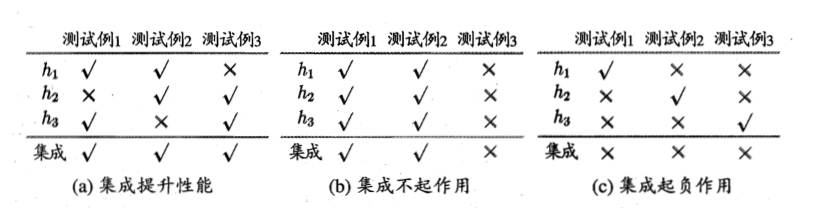 测试例1 测试例2 测试例3
h1 √ √ ×
h2 × √ √
h3 √ × √
集成 √ √ √
(a) 集成提升性能
测试例1 测试例2 测试例3
h1 √ √ ×
h2 √ √ ×
h3 √ √ ×
集成 √ √ ×
(b) 集成不起作用
测试例1 测试例2 测试例3
h1 √ × ×
h2 × √ ×
h3 × × √
集成 × × ×
(c) 集成起负作用